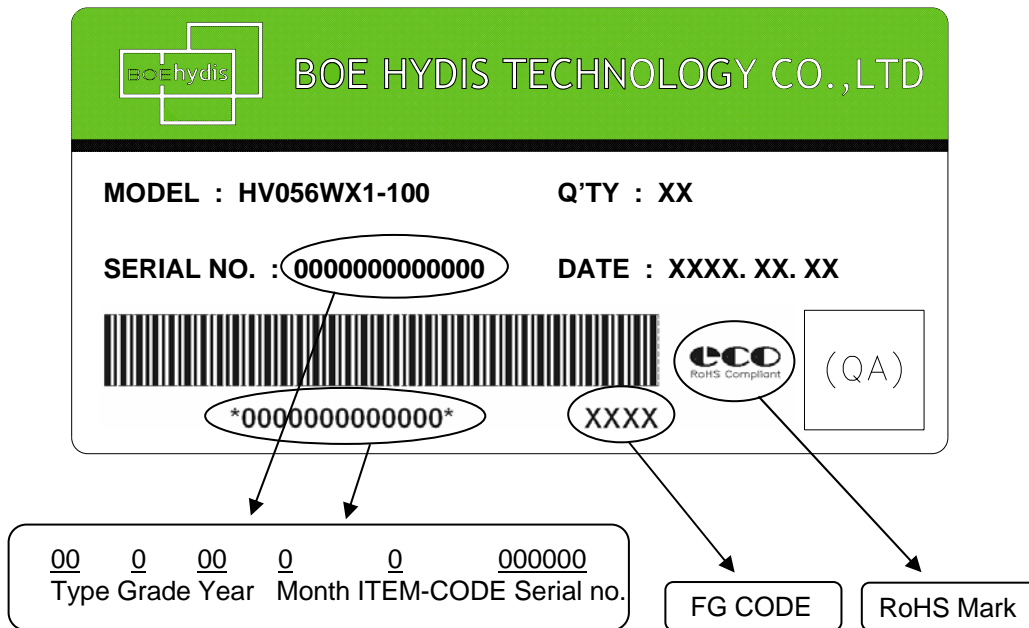 BOEhydis
BOE HYDIS TECHNOLOGY CO.,LTD
MODEL : HV056WX1-100 Q'TY : XX
SERIAL NO. : 0000000000000 DATE : XXXX. XX. XX
eco
RoHS Compliant
(QA)
*0000000000000* XXXX
00 0 00 0 0 000000
Type Grade Year Month ITEM-CODE Serial no.
FG CODE
RoHS Mark